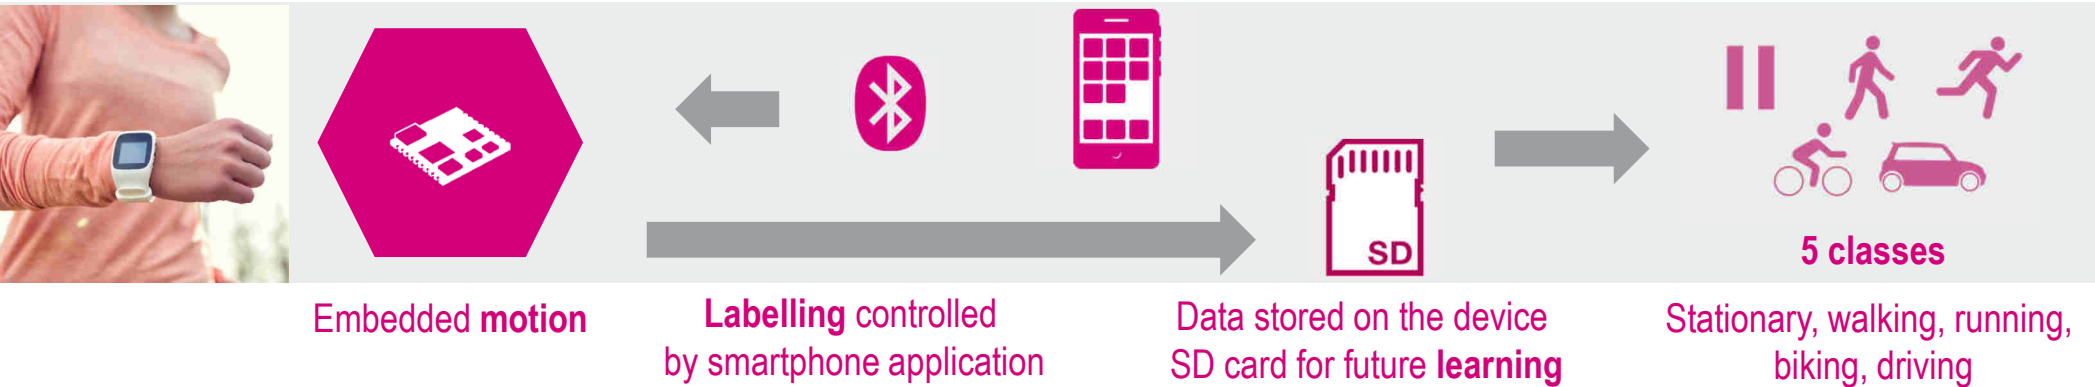 SD
5 classes
Embedded motion
Labelling controlled
by smartphone application
Data stored on the device
SD card for future learning
Stationary, walking, running,
biking, driving